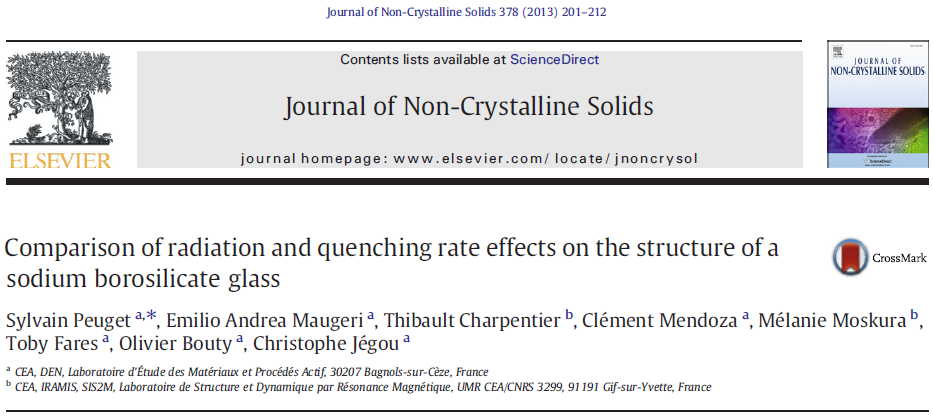 Journal of Non-Crystalline Solids 378 (2013) 201–212
Contents lists available at ScienceDirect
Journal of Non-Crystalline Solids
journal homepage: www.elsevier.com/ locate/ jnoncrysol
ELSEVIER
JOURNAL OF
NON-CRYSTALLINE SOLIDS
Comparison of radiation and quenching rate effects on the structure of a
sodium borosilicate glass
CrossMark
Sylvain Peuget a,*, Emilio Andrea Maugeri a, Thibault Charpentier b, Clément Mendoza a, Mélanie Moskura b,
Toby Fares a, Olivier Bouty a, Christophe Jégou a
a CEA, DEN, Laboratoire d'Étude des Matériaux et Procédés Actif, 30207 Bagnols-sur-Cèze, France
b CEA, IRAMIS, SIS2M, Laboratoire de Structure et Dynamique par Résonance Magnétique, UMR CEA/CNRS 3299, 91191 Gif-sur-Yvette, France